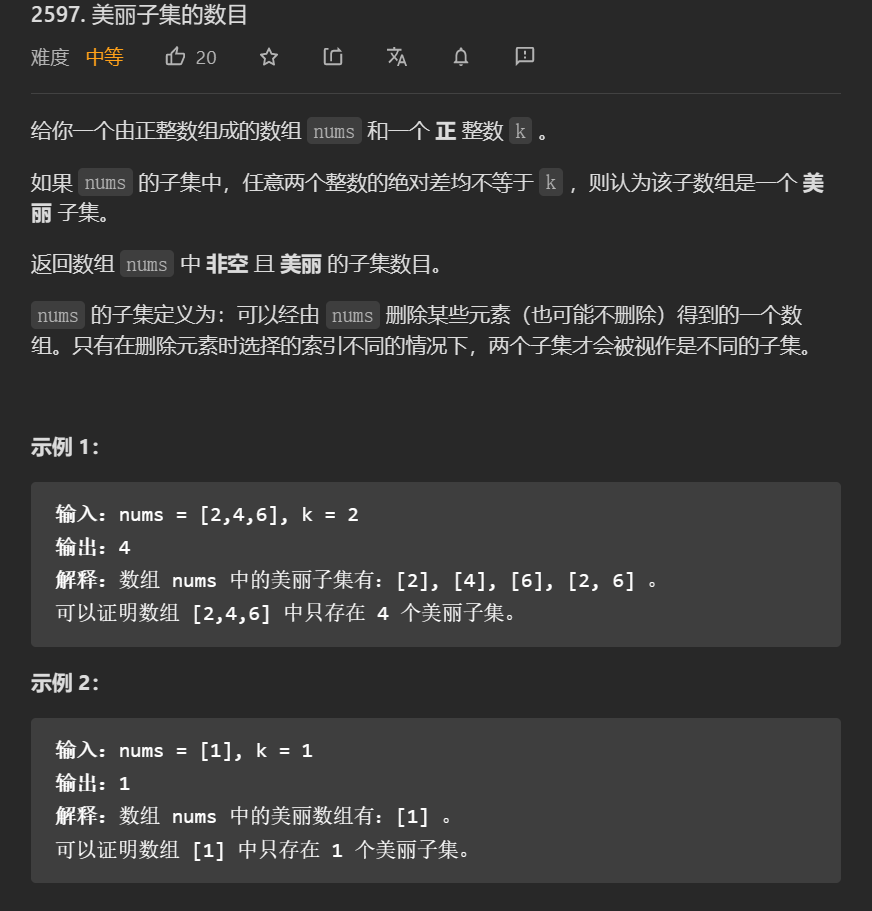 2597. 美丽子集的数目
难度 中等 20
给你一个由正整数组成的数组 nums 和一个 正 整数 k 。
如果 nums 的子集中，任意两个整数的绝对差均不等于 k ，则认为该子数组是一个 美
丽 子集。
返回数组 nums 中 非空 且 美丽 的子集数目。
nums 的子集定义为：可以经由 nums 删除某些元素（也可能不删除）得到的一个数
组。只有在删除元素时选择的索引不同的情况下，两个子集才会被视作是不同的子集。
示例 1：
输入：nums = [2,4,6], k = 2
输出：4
解释：数组 nums 中的美丽子集有：[2], [4], [6], [2, 6] 。
可以证明数组 [2,4,6] 中只存在 4 个美丽子集。
示例 2：
输入：nums = [1], k = 1
输出：1
解释：数组 nums 中的美丽数组有：[1] 。
可以证明数组 [1] 中只存在 1 个美丽子集。